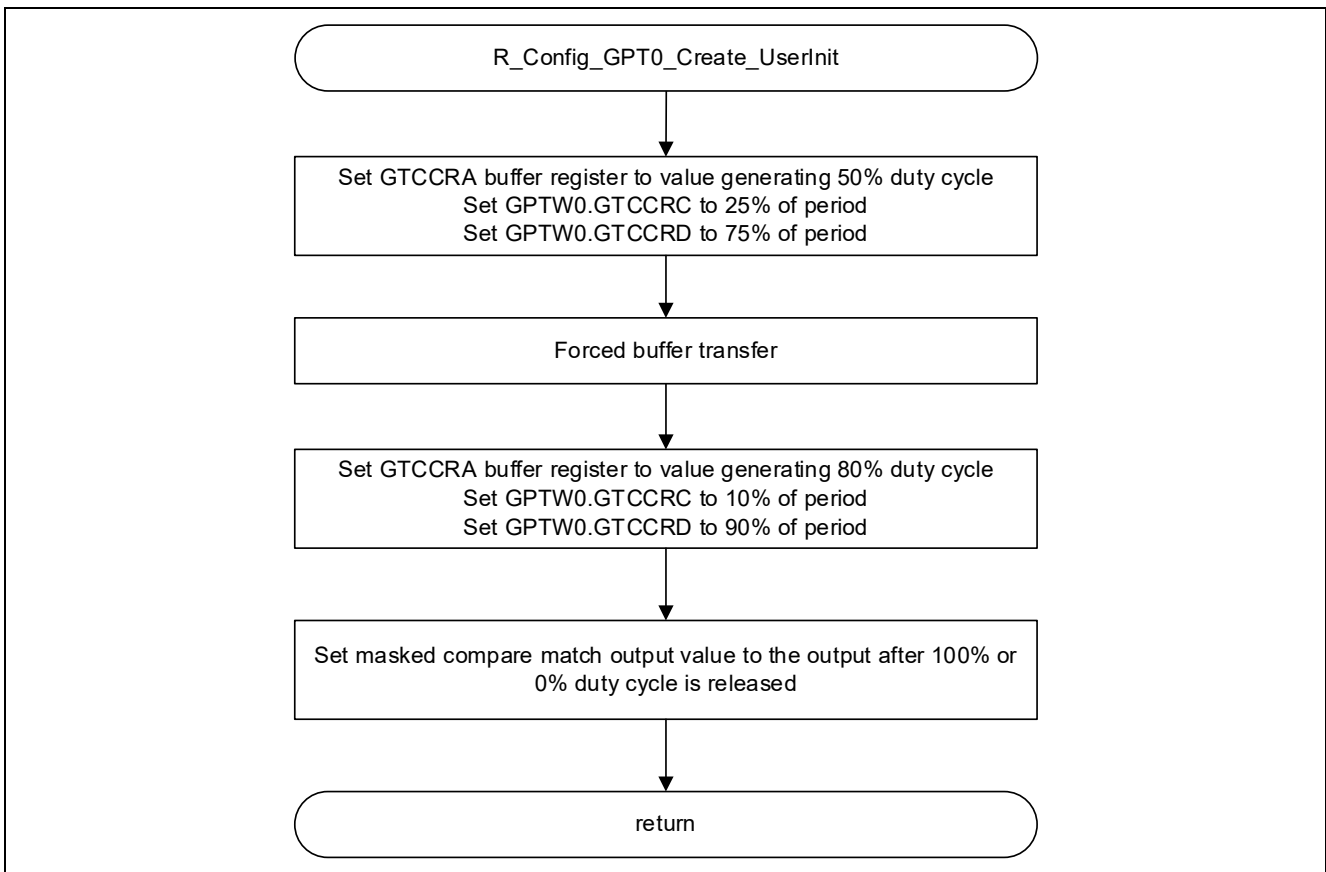 R_Config_GPT0_Create_UserInit
Set GTCCRA buffer register to value generating 50% duty cycle
Set GPTW0.GTCCRC to 25% of period
Set GPTW0.GTCCRD to 75% of period
Forced buffer transfer
Set GTCCRA buffer register to value generating 80% duty cycle
Set GPTW0.GTCCRC to 10% of period
Set GPTW0.GTCCRD to 90% of period
Set masked compare match output value to the output after 100% or
0% duty cycle is released
return